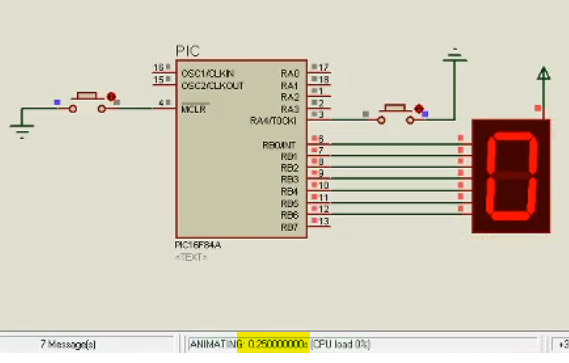 PIC
16 OSC1/CLKIN RA0 17
15 OSC2/CLKOUT RA1 18
RA2 1
4 MCLR RA3 2
RA4/T0CKI 3
RB0/INT 6
RB1 7
RB2 8
RB3 9
RB4 10
RB5 11
RB6 12
RB7 13
PIC16F84A
<TEXT>
7 Message(s) ANIMATING: 0.250000000s (CPU load 0%) +3